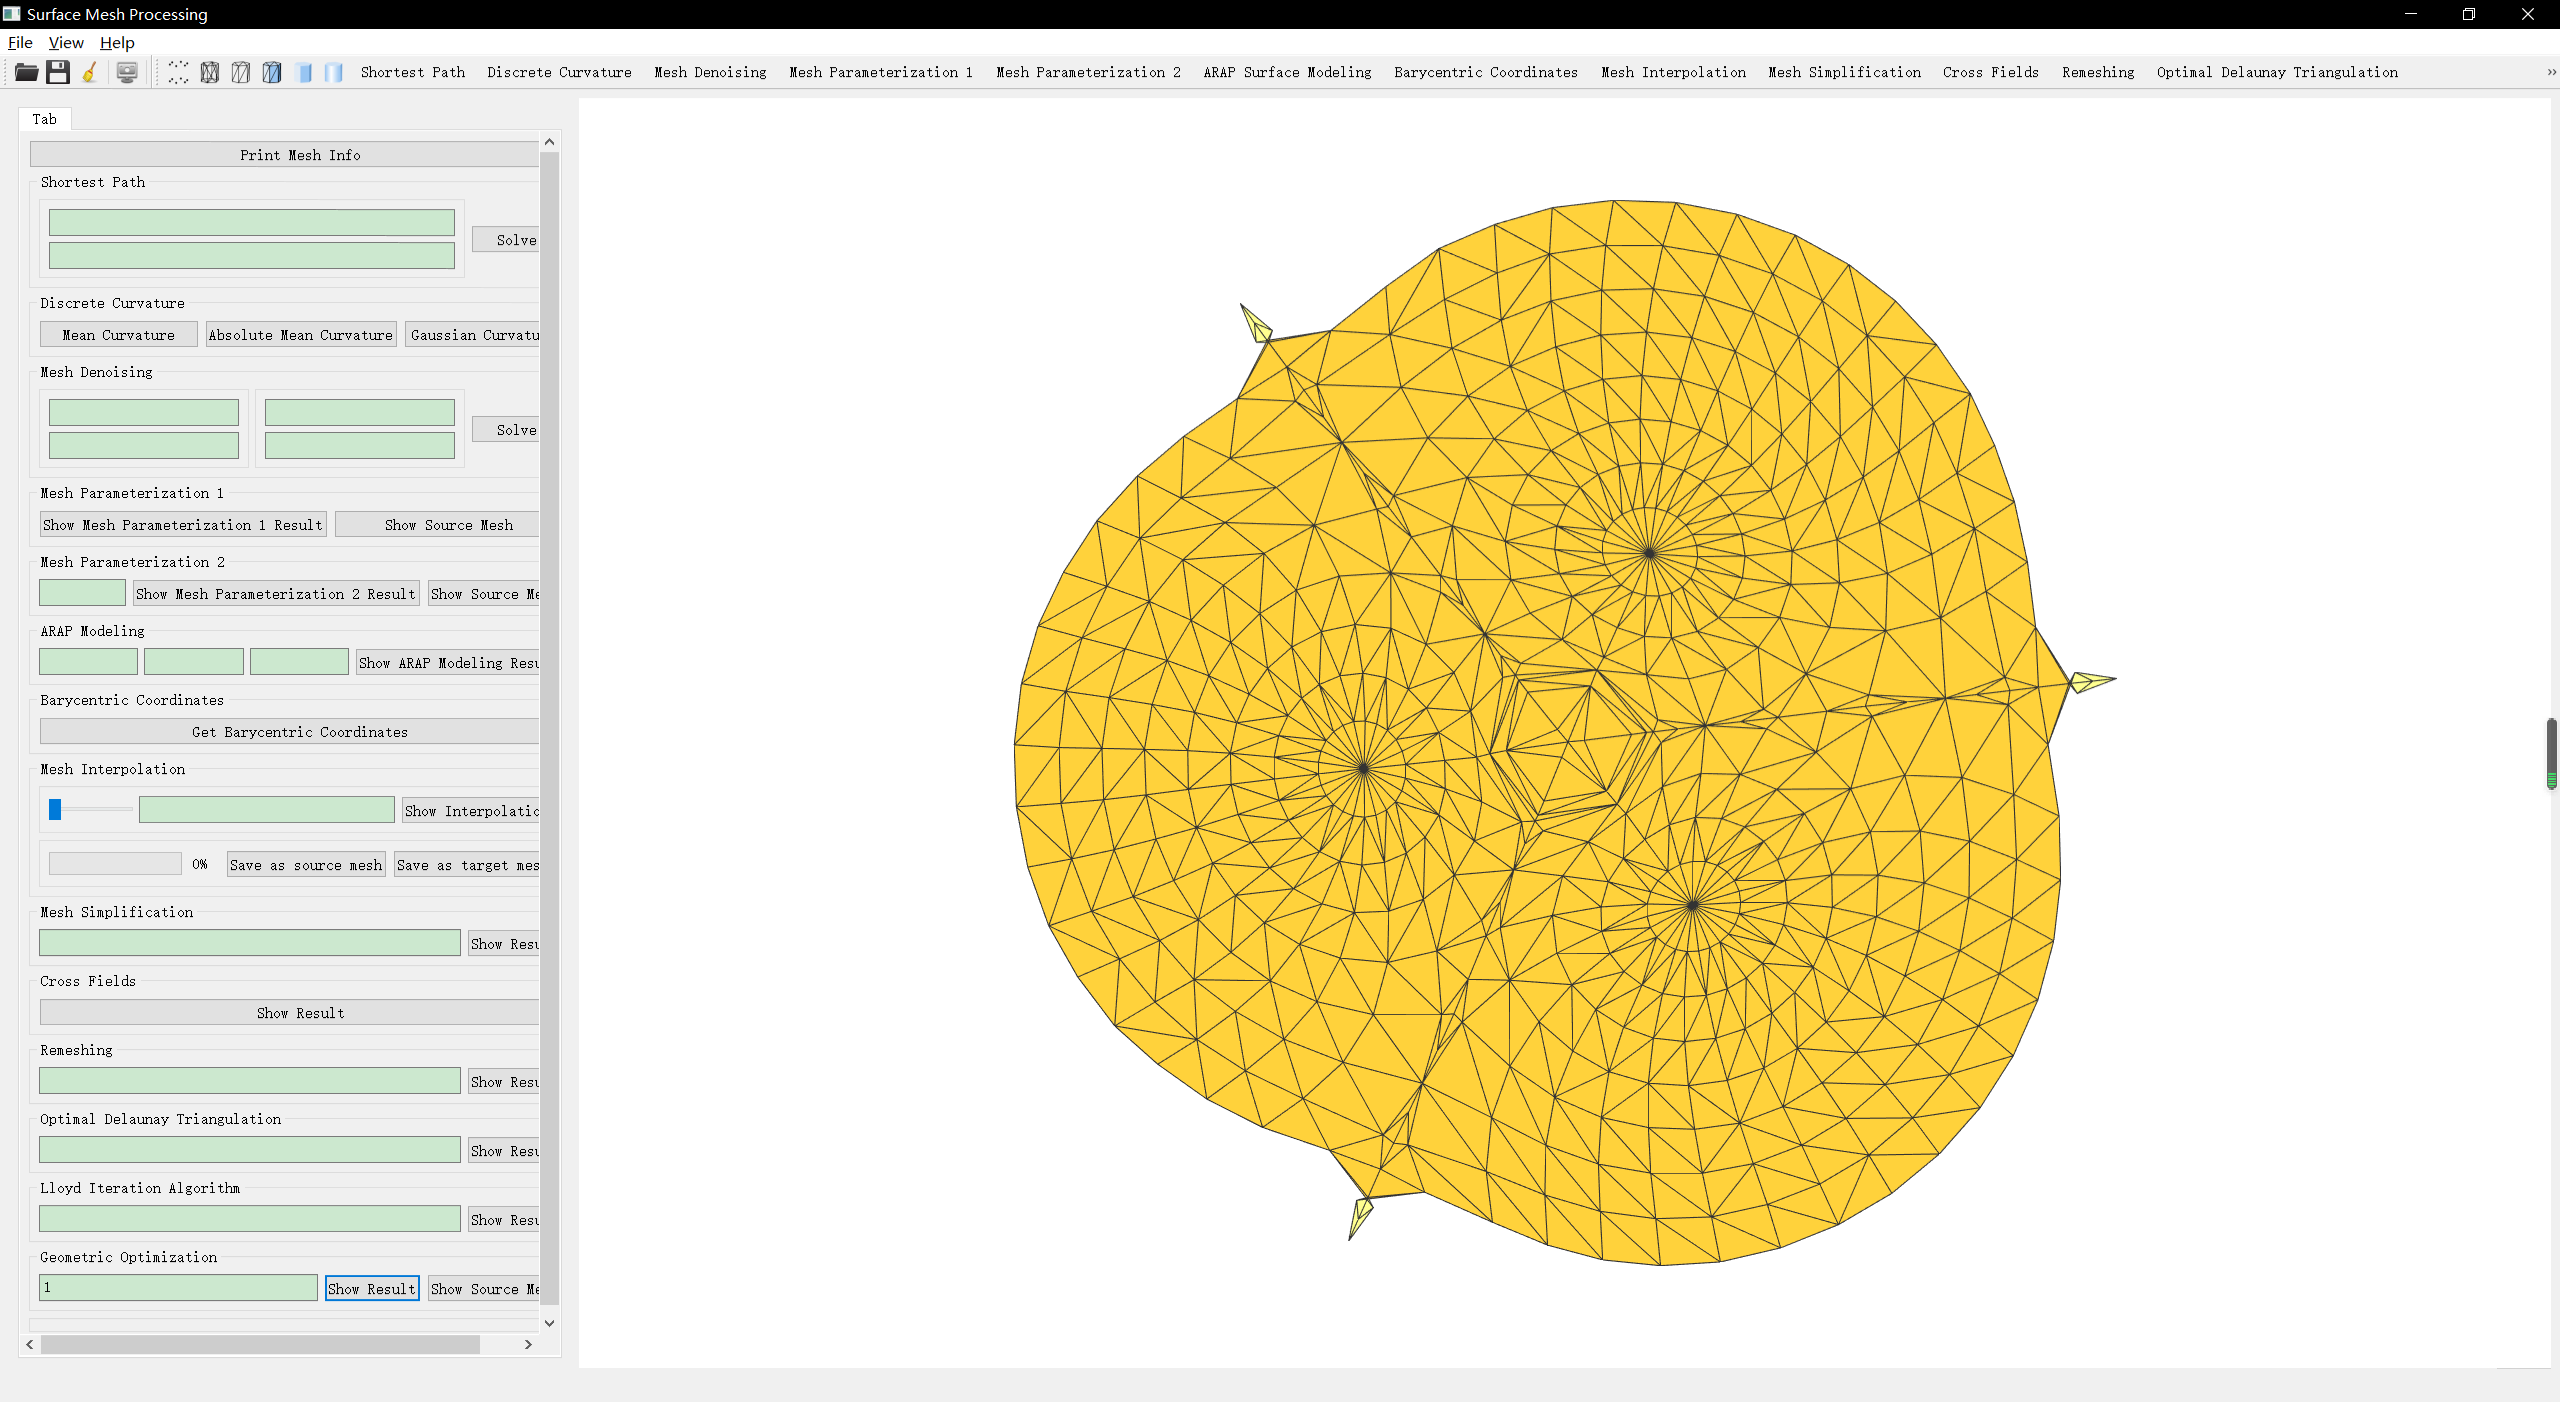 Surface Mesh Processing
File View Help
Shortest Path Discrete Curvature Mesh Denoising Mesh Parameterization 1 Mesh Parameterization 2 ARAP Surface Modeling Barycentric Coordinates Mesh Interpolation Mesh Simplification Cross Fields Remeshing Optimal Delaunay Triangulation »
Tab
Print Mesh Info
Shortest Path
Solve
Discrete Curvature
Mean Curvature Absolute Mean Curvature Gaussian Curvatu
Mesh Denoising
Solve
Mesh Parameterization 1
Show Mesh Parameterization 1 Result Show Source Mesh
Mesh Parameterization 2
Show Mesh Parameterization 2 Result Show Source Me
ARAP Modeling
Show ARAP Modeling Resu
Barycentric Coordinates
Get Barycentric Coordinates
Mesh Interpolation
Show Interpolatio
0% Save as source mesh Save as target mes
Mesh Simplification
Show Resu
Cross Fields
Show Result
Remeshing
Show Resu
Optimal Delaunay Triangulation
Show Resu
Lloyd Iteration Algorithm
Show Resu
Geometric Optimization
1 Show Result Show Source Me